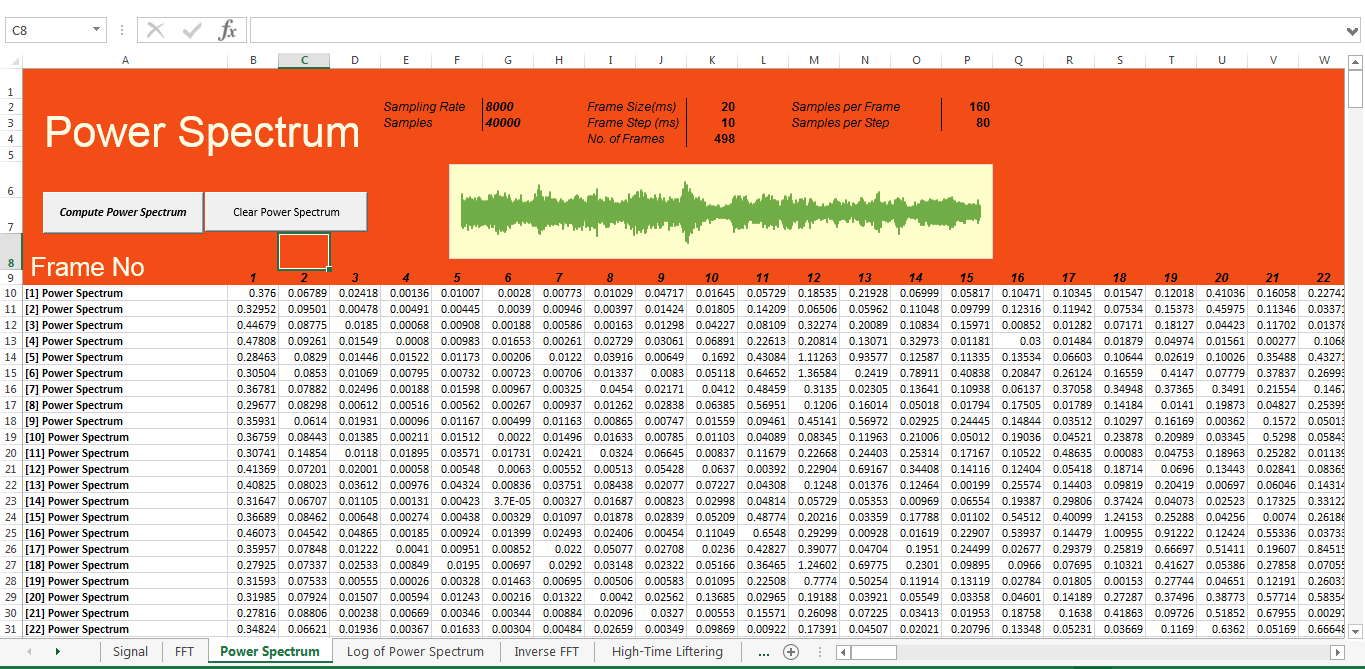 C8
fx
A B C D E F G H I J K L M N O P Q R S T U V W
1
2 Sampling Rate 8000 Frame Size(ms) 20 Samples per Frame 160
3 Samples 40000 Frame Step (ms) 10 Samples per Step 80
4 Power Spectrum No. of Frames 498
5
6
7 Compute Power Spectrum Clear Power Spectrum
8
9 Frame No 1 2 3 4 5 6 7 8 9 10 11 12 13 14 15 16 17 18 19 20 21 22
10 [1] Power Spectrum 0.376 0.06789 0.02418 0.00136 0.01007 0.0028 0.00773 0.01029 0.04717 0.01645 0.05729 0.18535 0.21928 0.06999 0.05817 0.10471 0.10345 0.01547 0.12018 0.41036 0.16058 0.22742
11 [2] Power Spectrum 0.32952 0.09501 0.00478 0.00491 0.00445 0.0039 0.00946 0.00397 0.01424 0.01805 0.14209 0.06506 0.05962 0.11048 0.09799 0.12316 0.11942 0.07534 0.15373 0.45975 0.11346 0.03371
12 [3] Power Spectrum 0.44679 0.08775 0.0185 0.00068 0.00908 0.00188 0.00586 0.00163 0.01298 0.04227 0.08109 0.32274 0.20089 0.10834 0.15971 0.00852 0.01282 0.07171 0.18127 0.04423 0.11702 0.01378
13 [4] Power Spectrum 0.47808 0.09261 0.01549 0.0008 0.00983 0.01653 0.00261 0.02729 0.03061 0.06891 0.22613 0.20814 0.13071 0.32973 0.01181 0.03 0.01484 0.01879 0.04974 0.01561 0.00277 0.1068
14 [5] Power Spectrum 0.28463 0.0829 0.01446 0.01522 0.01173 0.00206 0.0122 0.03916 0.00649 0.1692 0.43084 1.11263 0.93577 0.12587 0.11335 0.13534 0.06603 0.10644 0.02619 0.10026 0.35488 0.43271
15 [6] Power Spectrum 0.30504 0.0853 0.01069 0.00795 0.00732 0.00723 0.00706 0.01337 0.0083 0.05118 0.64652 1.36584 0.2419 0.78911 0.40838 0.20847 0.26124 0.16559 0.4147 0.07779 0.37837 0.26993
16 [7] Power Spectrum 0.36781 0.07882 0.02496 0.00188 0.01598 0.00967 0.00325 0.0454 0.02171 0.0412 0.48459 0.3135 0.02305 0.13641 0.10938 0.06137 0.37058 0.34948 0.37365 0.3491 0.21554 0.1467
17 [8] Power Spectrum 0.29677 0.08298 0.00612 0.00516 0.00562 0.00267 0.00937 0.01262 0.02838 0.06385 0.56951 0.1206 0.16014 0.05018 0.01794 0.17505 0.01789 0.14184 0.0141 0.19873 0.04827 0.25395
18 [9] Power Spectrum 0.35931 0.0614 0.01931 0.00096 0.01167 0.00499 0.01163 0.00865 0.00747 0.01559 0.09461 0.45141 0.56972 0.02925 0.24445 0.14844 0.03512 0.10297 0.16169 0.00362 0.1572 0.05013
19 [10] Power Spectrum 0.36759 0.08443 0.01385 0.00211 0.01512 0.0022 0.01496 0.01633 0.00785 0.01103 0.04089 0.08345 0.11963 0.21006 0.05012 0.19036 0.04521 0.23878 0.20989 0.03345 0.5298 0.05843
20 [11] Power Spectrum 0.30741 0.14854 0.0118 0.01895 0.03571 0.01731 0.02421 0.0324 0.06645 0.00837 0.11679 0.22668 0.24403 0.25314 0.17167 0.10522 0.48635 0.00083 0.04753 0.18963 0.25282 0.01139
21 [12] Power Spectrum 0.41369 0.07201 0.02001 0.00058 0.00548 0.0063 0.00552 0.00513 0.05428 0.0637 0.00392 0.22904 0.69167 0.34408 0.14116 0.12404 0.05418 0.18714 0.0696 0.13443 0.02841 0.08365
22 [13] Power Spectrum 0.40825 0.08023 0.03612 0.00976 0.04324 0.00836 0.03751 0.08438 0.02077 0.07227 0.04308 0.1248 0.01376 0.12464 0.00199 0.25574 0.14403 0.09819 0.20419 0.00697 0.06046 0.14314
23 [14] Power Spectrum 0.31647 0.06707 0.01105 0.00131 0.00423 3.7E-05 0.00327 0.01687 0.00823 0.02998 0.04814 0.05729 0.05353 0.00969 0.06554 0.19387 0.29806 0.37424 0.04073 0.02523 0.17325 0.33122
24 [15] Power Spectrum 0.36689 0.08462 0.00648 0.00274 0.00438 0.00329 0.01097 0.01878 0.02839 0.05209 0.48774 0.20216 0.03359 0.17788 0.01102 0.54512 0.40099 1.24153 0.25288 0.04256 0.0074 0.26186
25 [16] Power Spectrum 0.46073 0.04542 0.04865 0.00185 0.00924 0.01399 0.02493 0.02406 0.00454 0.11049 0.6548 0.29299 0.00928 0.01619 0.22907 0.53937 0.14479 1.00955 0.91222 0.12424 0.55336 0.03733
26 [17] Power Spectrum 0.35957 0.07848 0.01222 0.0041 0.00951 0.00852 0.022 0.05077 0.02708 0.0236 0.42827 0.39077 0.04704 0.1951 0.24499 0.02677 0.29379 0.25819 0.66697 0.51411 0.19607 0.84515
27 [18] Power Spectrum 0.27925 0.07337 0.02533 0.00849 0.0195 0.00697 0.0292 0.03148 0.02322 0.05166 0.36465 1.24602 0.69775 0.2301 0.09895 0.0966 0.07695 0.10321 0.41627 0.05386 0.27858 0.07055
28 [19] Power Spectrum 0.31593 0.07533 0.00555 0.00026 0.00328 0.01463 0.00695 0.00506 0.00583 0.01095 0.22508 0.7774 0.50254 0.11914 0.13119 0.02784 0.01805 0.00153 0.27744 0.04651 0.12191 0.26031
29 [20] Power Spectrum 0.31985 0.07924 0.01507 0.00594 0.01243 0.00216 0.01322 0.0042 0.02562 0.13685 0.02965 0.19188 0.03921 0.05549 0.03358 0.04601 0.14189 0.27287 0.37496 0.38773 0.57714 0.58354
30 [21] Power Spectrum 0.27816 0.08806 0.00238 0.00669 0.00346 0.00344 0.00884 0.02096 0.0327 0.00553 0.15571 0.26098 0.07225 0.03413 0.01953 0.18758 0.1638 0.41863 0.09726 0.51852 0.67955 0.00297
31 [22] Power Spectrum 0.34824 0.06621 0.01936 0.00367 0.01633 0.00304 0.00484 0.02659 0.00349 0.09869 0.00922 0.17391 0.04507 0.02021 0.20796 0.13348 0.05231 0.03669 0.1169 0.6362 0.05169 0.66648
Signal FFT Power Spectrum Log of Power Spectrum Inverse FFT High-Time Liftering ...